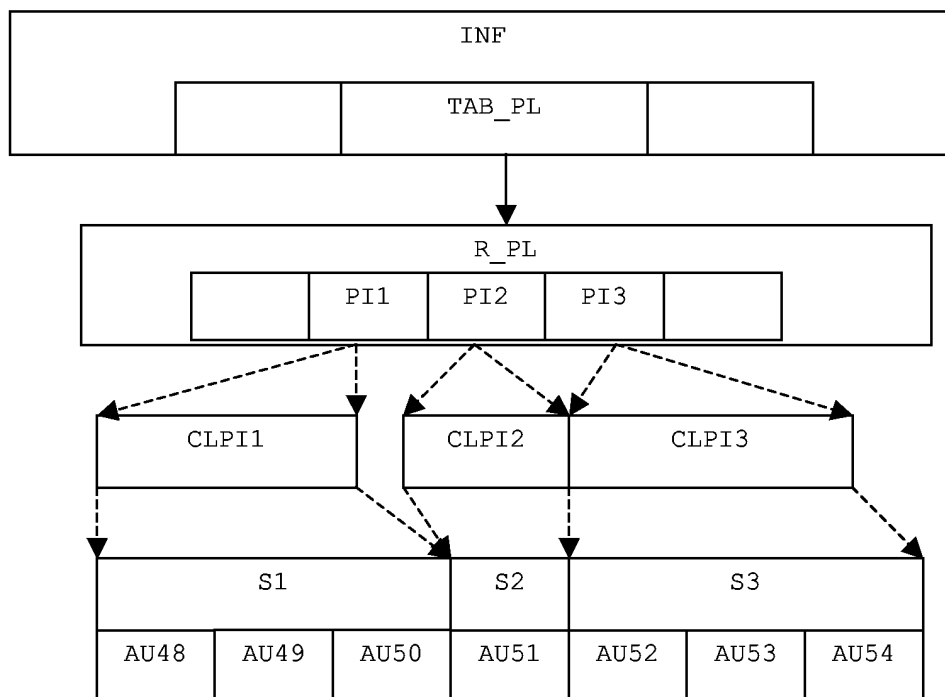 INF
TAB_PL
R_PL
PI1 PI2 PI3
CLPI1 CLPI2 CLPI3
S1 S2 S3
AU48 AU49 AU50 AU51 AU52 AU53 AU54